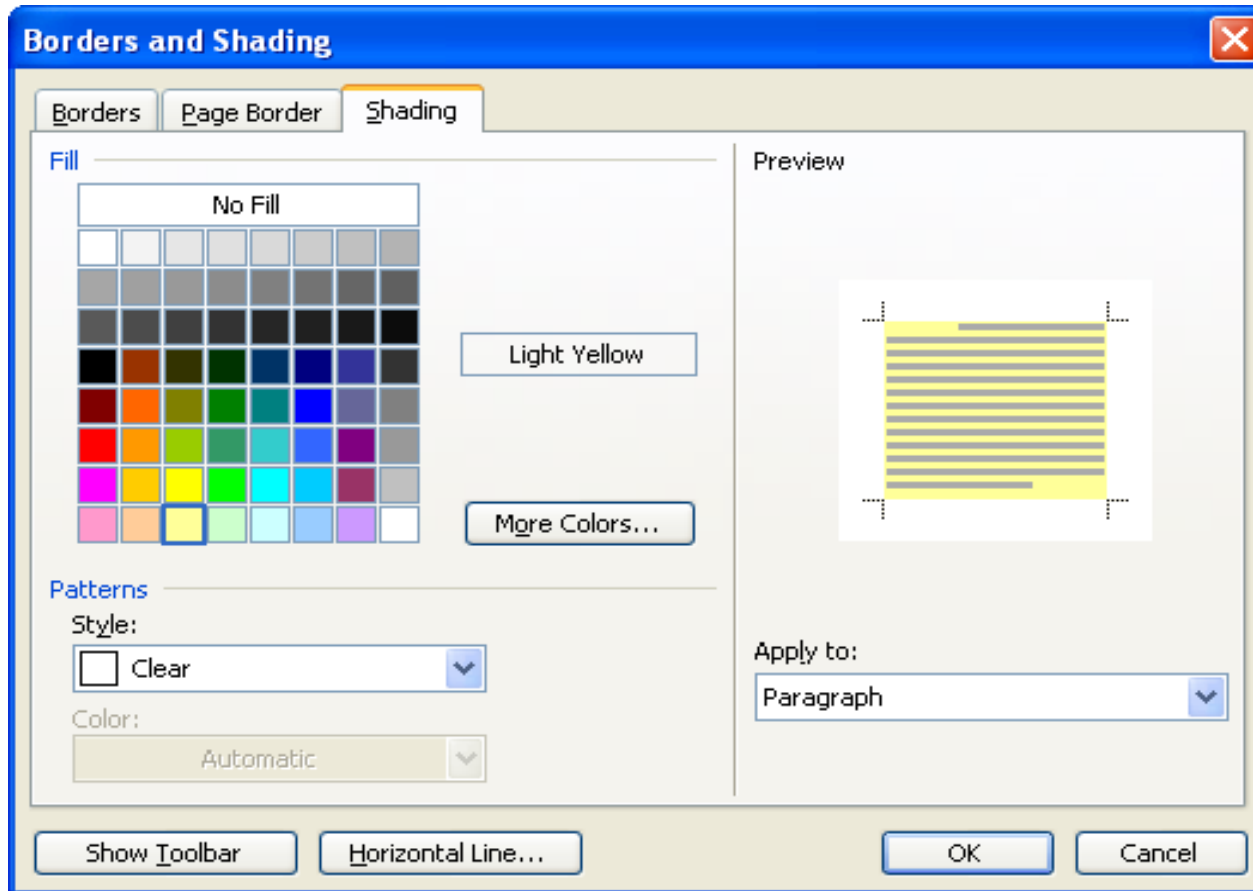 Borders and Shading
Borders
Page Border
Shading
Fill
No Fill
Light Yellow
More Colors...
Patterns
Style:
Clear
Color:
Automatic
Preview
Apply to:
Paragraph
Show Toolbar
Horizontal Line...
OK
Cancel